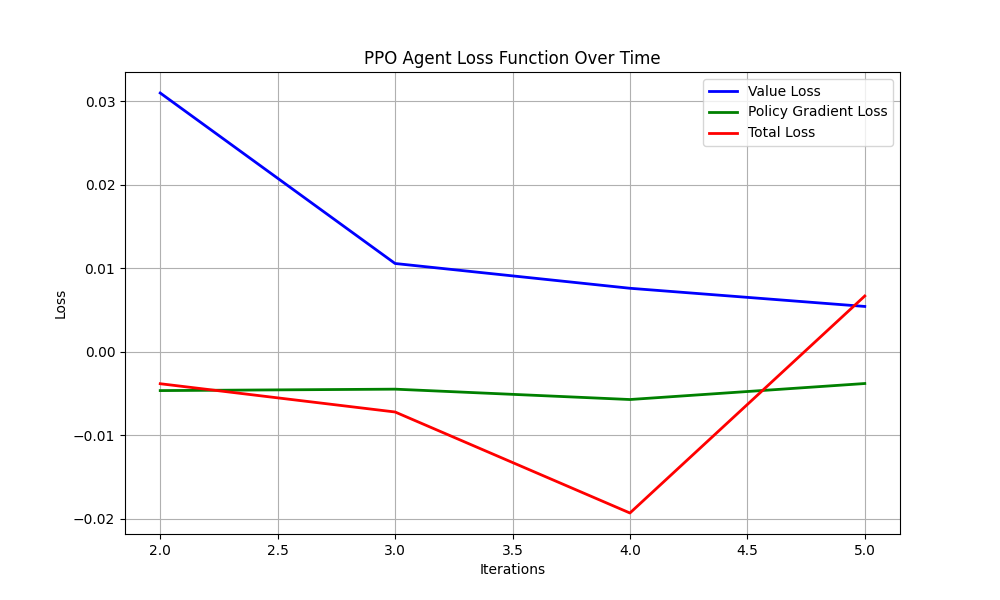 PPO Agent Loss Function Over Time
Value Loss
Policy Gradient Loss
Total Loss
0.03
0.02
0.01
0.00
−0.01
−0.02
Loss
2.0 2.5 3.0 3.5 4.0 4.5 5.0
Iterations